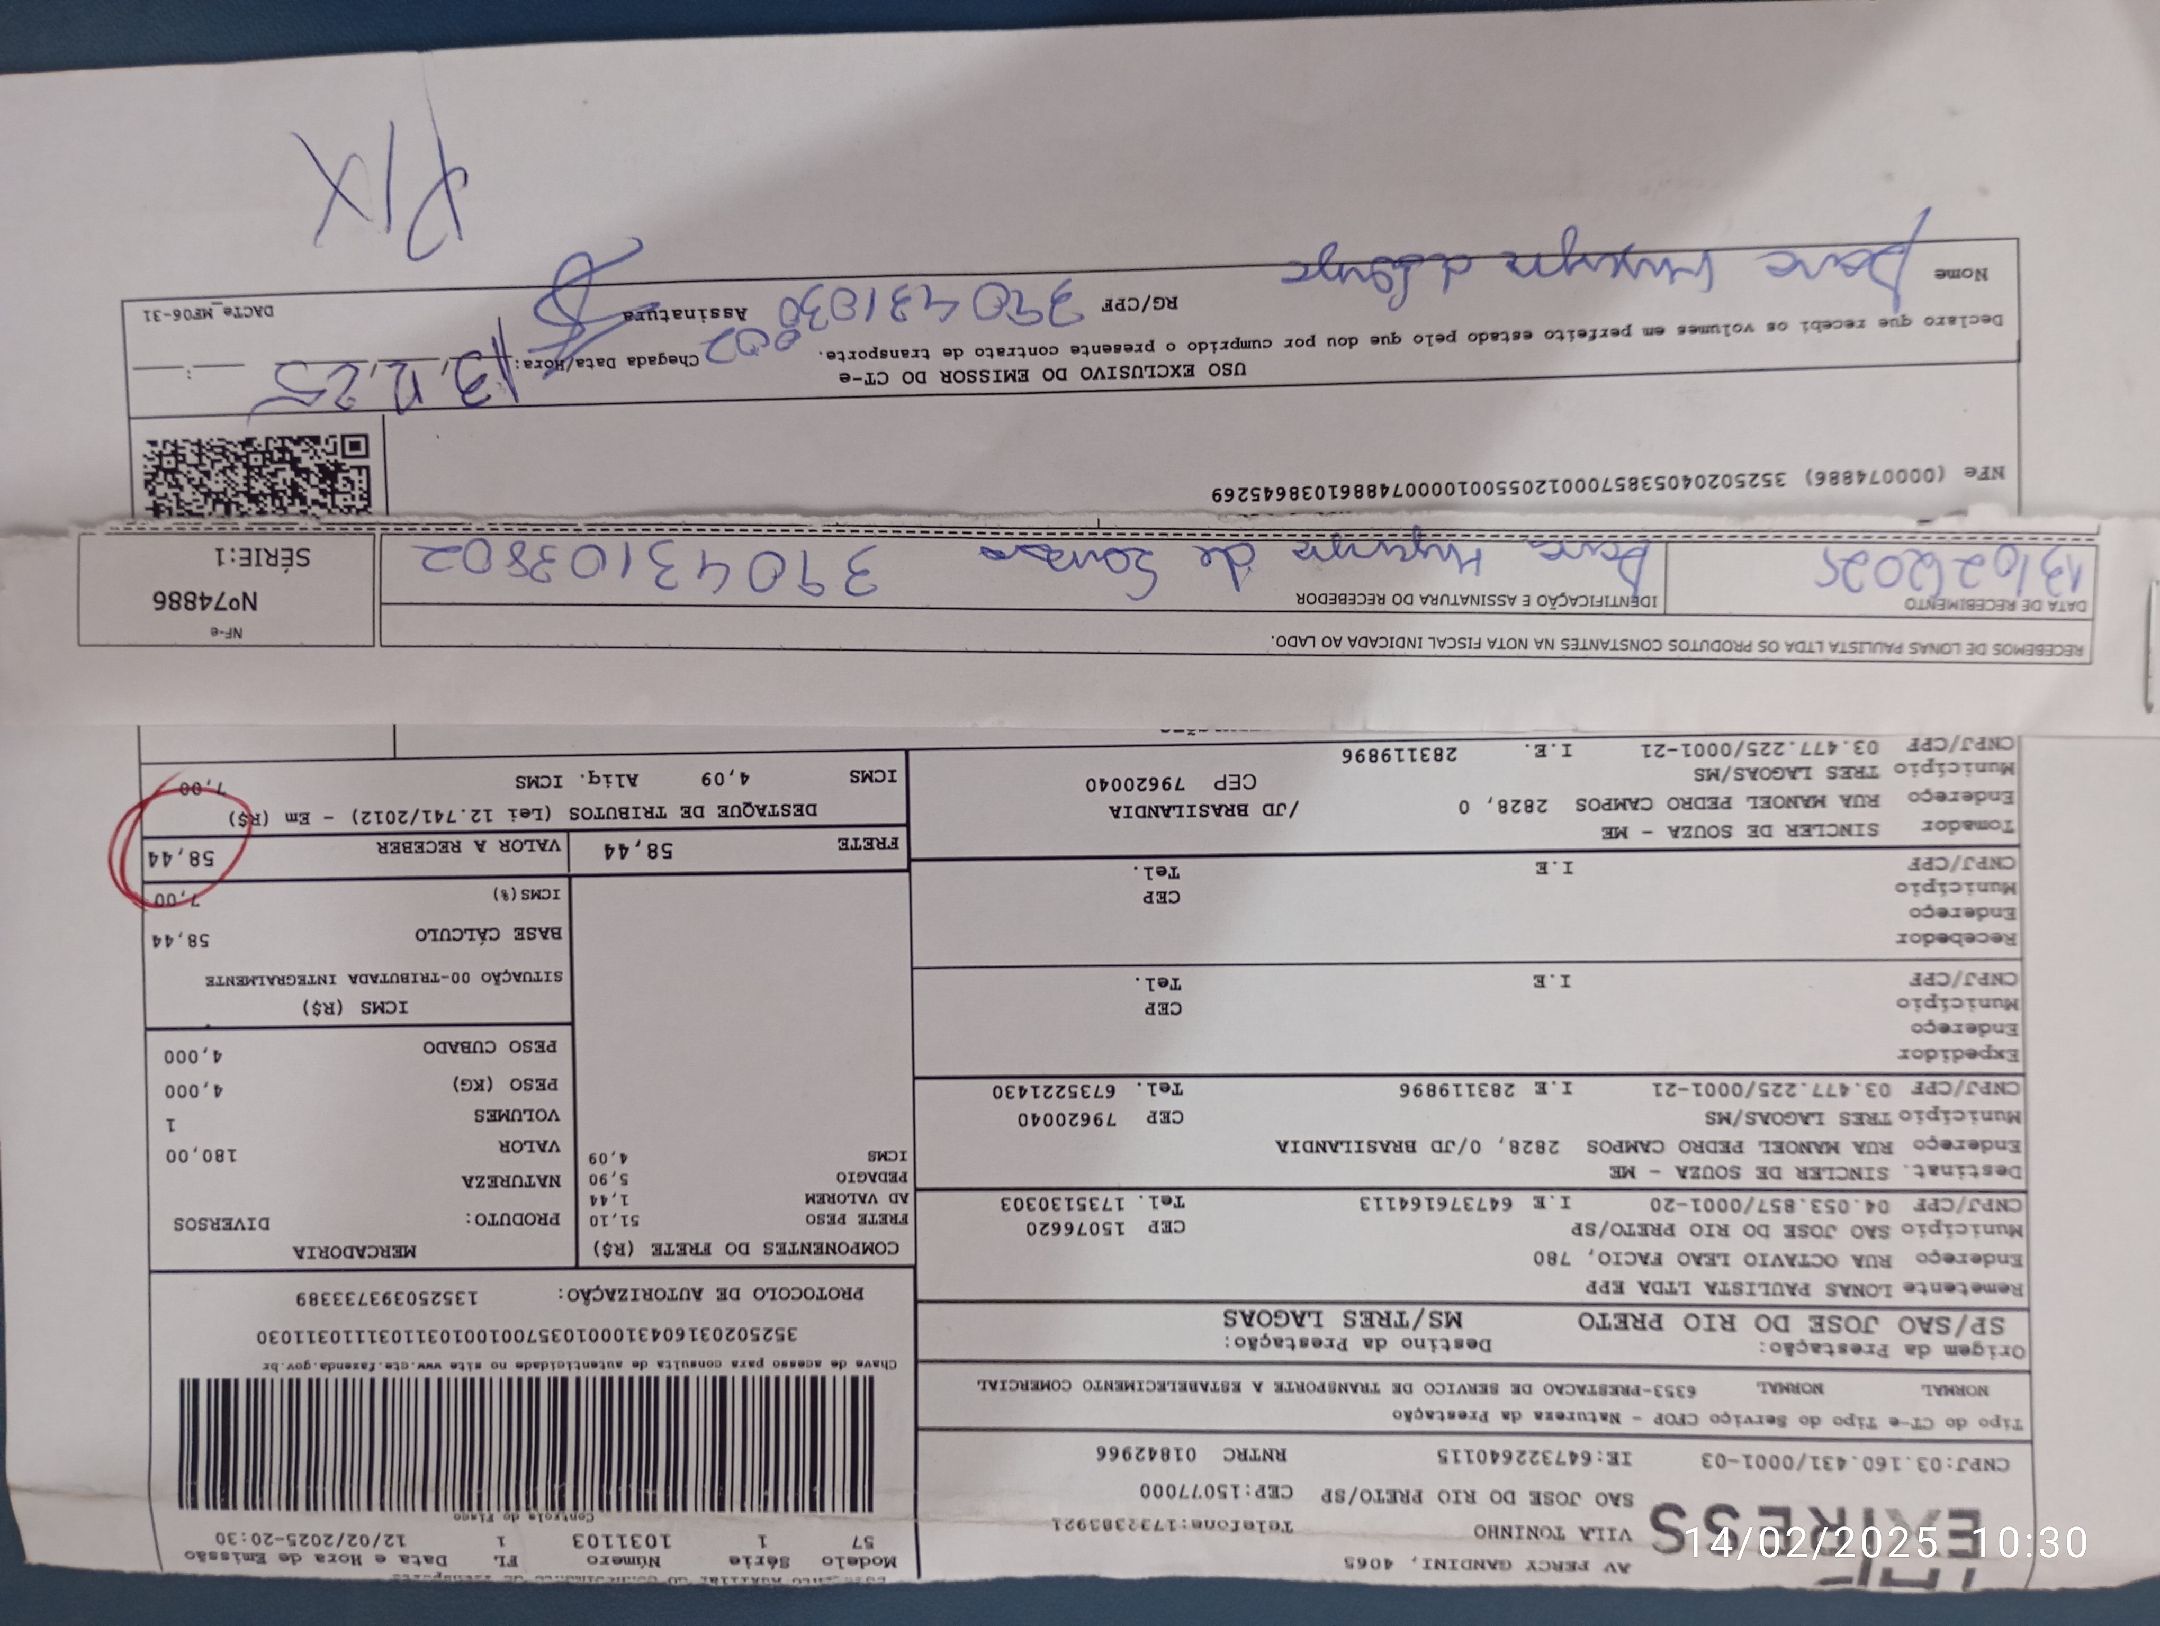 14/02/2025 10:30
EXPRESS
AV PERCY GANDINI, 4065
VILA TONINHO
SAO JOSE DO RIO PRETO/SP CEP:15077000
CNPJ:03.160.431/0001-03 IE:647322640115 RNTRC 01842966
Tipo do CT-e Tipo do Serviço CFOP - Natureza da Prestação
NORMAL NORMAL 6353-PRESTACAO DE SERVICO DE TRANSPORTE A ESTABELECIMENTO COMERCIAL
Origem da Prestação: Destino da Prestação:
SP/SAO JOSE DO RIO PRETO MS/TRES LAGOAS
Remetente LONAS PAULISTA LTDA EPP
Endereço RUA OCTAVIO LEAO FACIO, 780
Município SAO JOSE DO RIO PRETO/SP CEP 15076620
CNPJ/CPF 04.053.857/0001-20 I.E 647376164113 Tel. 1735130303
Destinat. SINCLER DE SOUZA - ME
Endereço RUA MANOEL PEDRO CAMPOS 2828, 0/JD BRASILANDIA
Município TRES LAGOAS/MS CEP 79620040
CNPJ/CPF 03.477.225/0001-21 I.E 283119896 Tel. 6735221430
Expedidor
Endereço
Município CEP
CNPJ/CPF I.E Tel.
Recebedor
Endereço
Município CEP
CNPJ/CPF I.E Tel.
Tomador SINCLER DE SOUZA - ME
Endereço RUA MANOEL PEDRO CAMPOS 2828, 0 /JD BRASILANDIA
Município TRES LAGOAS/MS CEP 79620040
CNPJ/CPF 03.477.225/0001-21 I.E. 283119896
Modelo Série Número FL Data e Hora de Emissão
57 1 1031103 1 12/02/2025-20:30
Controle do Fisco
Chave de acesso para consulta de autenticidade no site www.cte.fazenda.gov.br
PROTOCOLO DE AUTORIZAÇÃO: 135250393733389
COMPONENTES DO FRETE (R$)
FRETE PESO 51,10
AD VALOREM 1,44
PEDAGIO 5,90
ICMS 4,09
MERCADORIA
PRODUTO: DIVERSOS
NATUREZA
VALOR 180,00
VOLUMES 1
PESO (KG) 4,000
PESO CUBADO 4,000
ICMS (R$)
SITUAÇÃO 00-TRIBUTADA INTEGRALMENTE
BASE CÁLCULO 58,44
ICMS(%) 7,00
FRETE 58,44 VALOR A RECEBER 58,44
DESTAQUE DE TRIBUTOS (Lei 12.741/2012) - Em (R$)
ICMS 4,09 Aliq. ICMS 7,00
RECEBEMOS DE LONAS PAULISTA LTDA OS PRODUTOS CONSTANTES NA NOTA FISCAL INDICADA AO LADO.
DATA DE RECEBIMENTO IDENTIFICAÇÃO E ASSINATURA DO RECEBEDOR
13/02/2025 de Souza 39043103802
NF-e
Nº74886
SÉRIE:1
NFe (000074886) 35250204053857000120550010000748861038645269
USO EXCLUSIVO DO EMISSOR DO CT-e
Declaro que recebi os volumes em perfeito estado pelo que dou por cumprido o presente contrato de transporte.
Chegada Data/Hora: 13,12,25 __:__
Nome RG/CPF Assinatura
DACTe_MF06-31
PIX